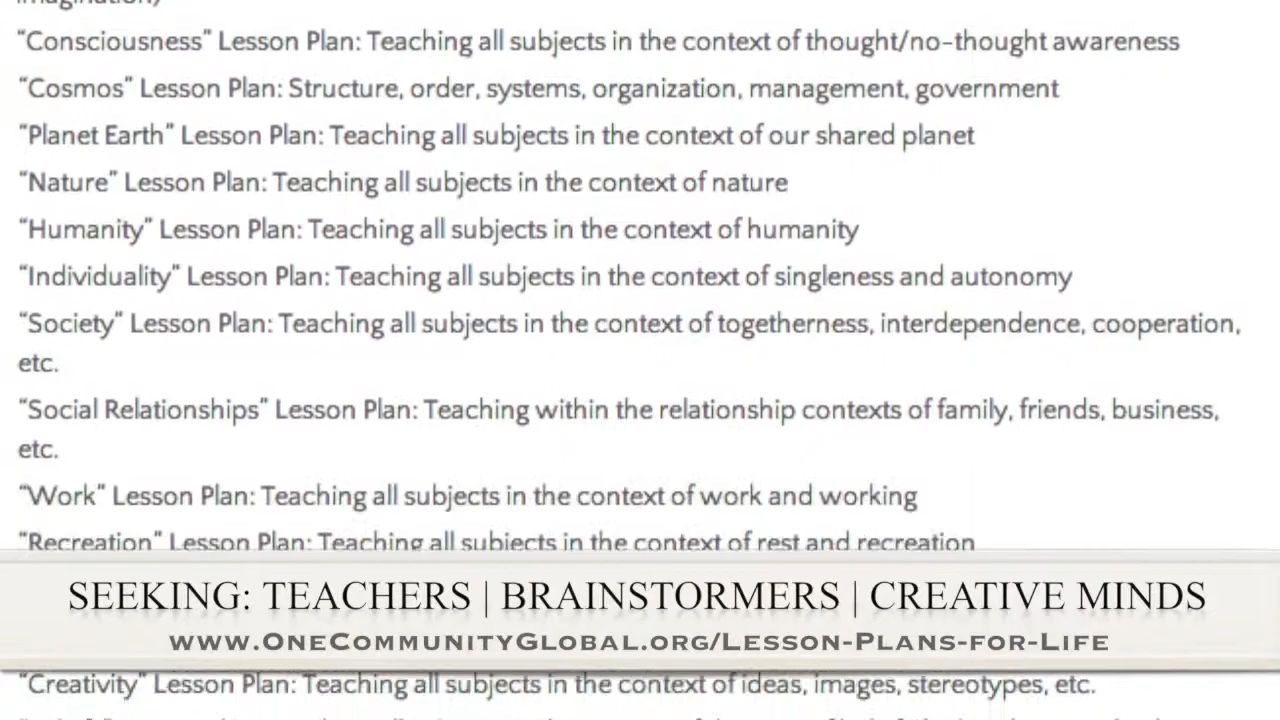 imagination)
“Consciousness” Lesson Plan: Teaching all subjects in the context of thought/no-thought awareness
“Cosmos” Lesson Plan: Structure, order, systems, organization, management, government
“Planet Earth” Lesson Plan: Teaching all subjects in the context of our shared planet
“Nature” Lesson Plan: Teaching all subjects in the context of nature
“Humanity” Lesson Plan: Teaching all subjects in the context of humanity
“Individuality” Lesson Plan: Teaching all subjects in the context of singleness and autonomy
“Society” Lesson Plan: Teaching all subjects in the context of togetherness, interdependence, cooperation,
etc.
“Social Relationships” Lesson Plan: Teaching within the relationship contexts of family, friends, business,
etc.
“Work” Lesson Plan: Teaching all subjects in the context of work and working
“Recreation” Lesson Plan: Teaching all subjects in the context of rest and recreation
SEEKING: TEACHERS | BRAINSTORMERS | CREATIVE MINDS
www.OneCommunityGlobal.org/Lesson-Plans-for-Life
“Creativity” Lesson Plan: Teaching all subjects in the context of ideas, images, stereotypes, etc.